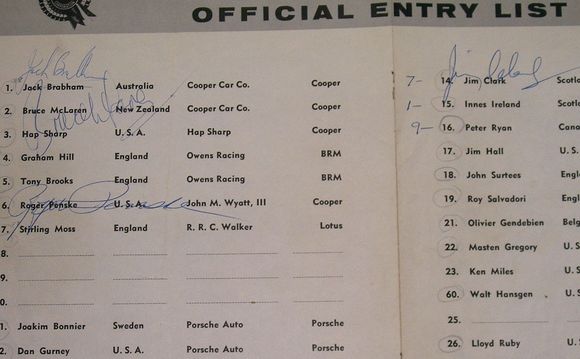 OFFICIAL ENTRY LIST
1. Jack Brabham Australia Cooper Car Co. Cooper
2. Bruce McLaren New Zealand Cooper Car Co. Cooper
3. Hap Sharp U.S.A. Hap Sharp Cooper
4. Graham Hill England Owens Racing BRM
5. Tony Brooks England Owens Racing BRM
6. Roger Penske U.S.A. John M. Wyatt, III Cooper
7. Stirling Moss England R. R. C. Walker Lotus
8.
9.
0.
1. Joakim Bonnier Sweden Porsche Auto Porsche
2. Dan Gurney U.S.A. Porsche Auto Porsche
7- 14. Jim Clark Scotl
1- 15. Innes Ireland Scotl
9- 16. Peter Ryan Cana
17. Jim Hall U.S
18. John Surtees Engl
19. Roy Salvadori Engl
21. Olivier Gendebien Belg
22. Masten Gregory U.S
23. Ken Miles U.S
60. Walt Hansgen U.S
25.
26. Lloyd Ruby U.S